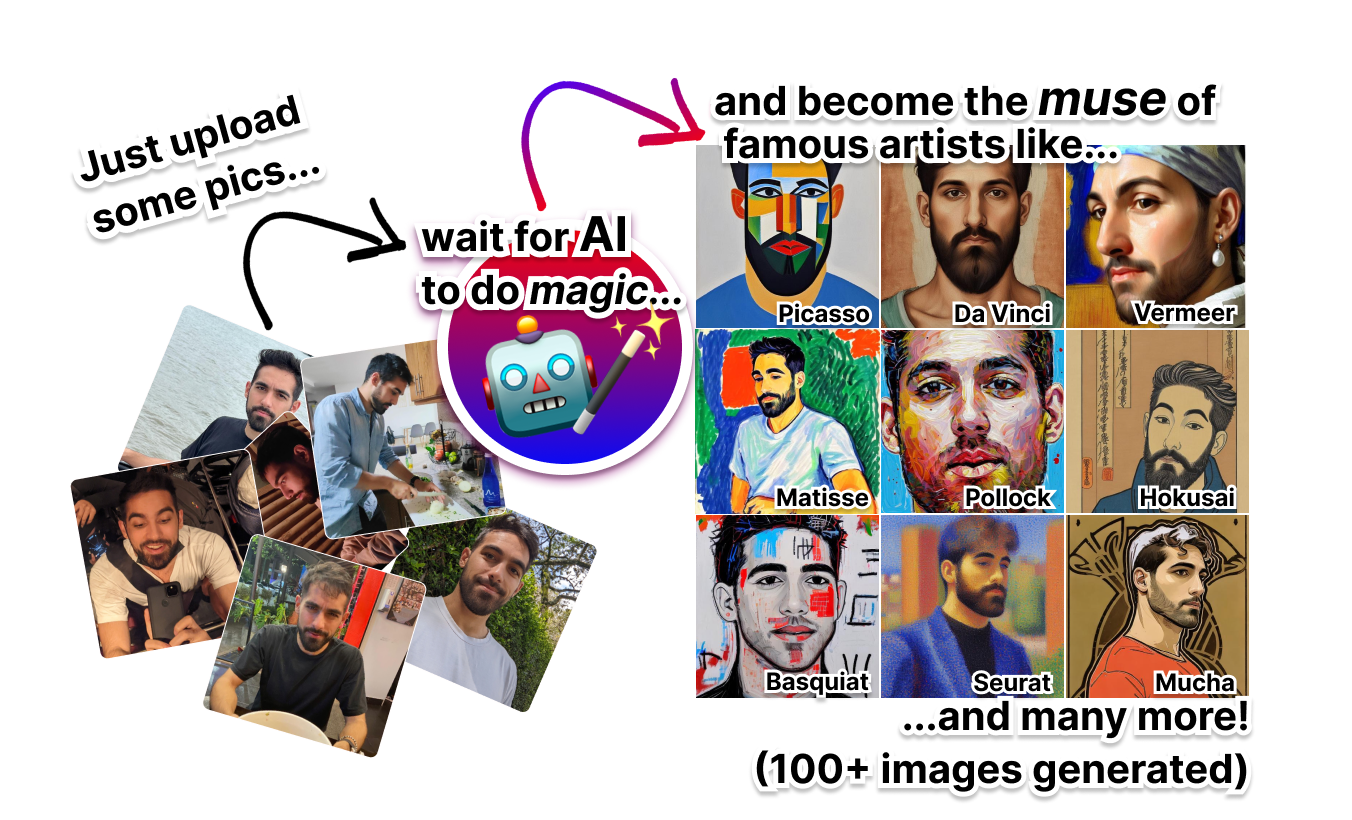 Just upload
some pics...
wait for AI
to do magic...
and become the muse of
famous artists like...
Picasso
Da Vinci
Vermeer
Matisse
Pollock
Hokusai
Basquiat
Seurat
Mucha
...and many more!
(100+ images generated)